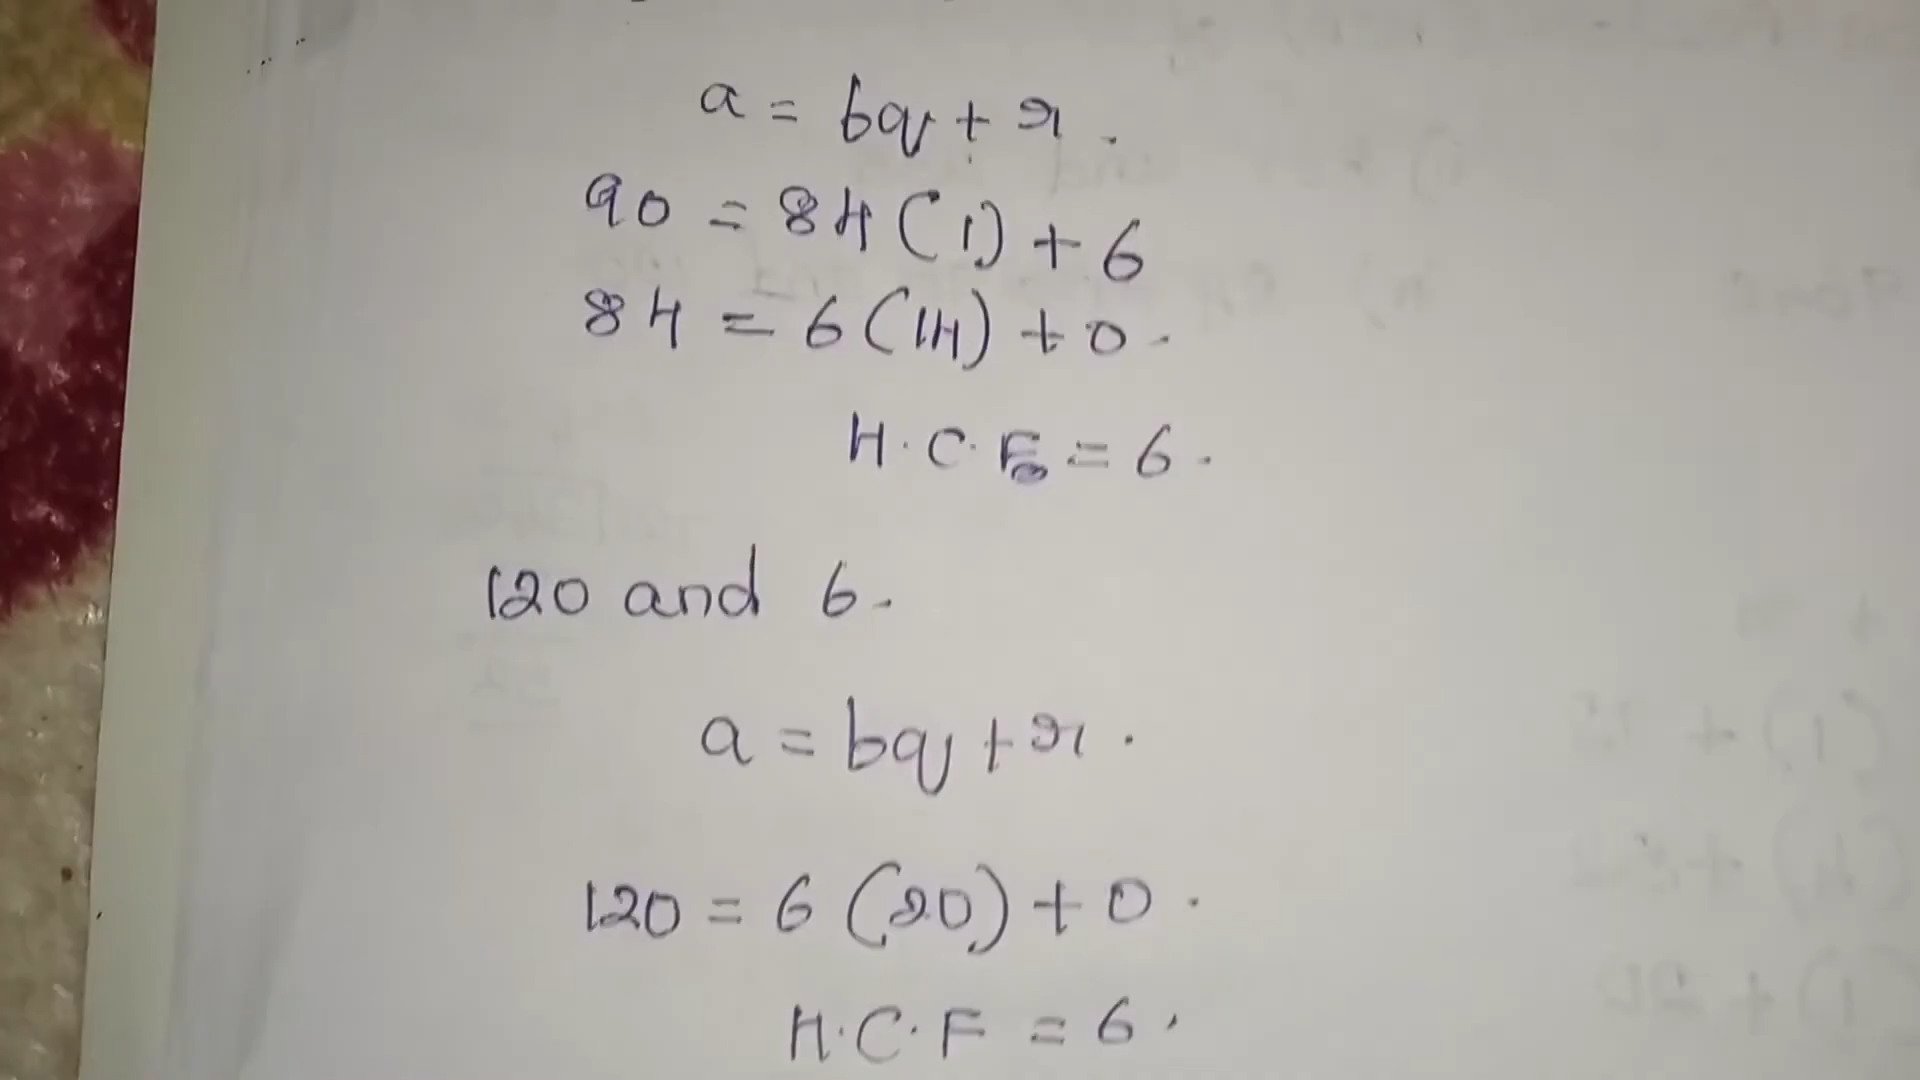 a = bq + r.
90 = 84 (1) + 6
84 = 6 (14) + 0.
H.C.F = 6.
120 and 6.
a = bq + r.
120 = 6 (20) + 0.
H.C.F = 6.